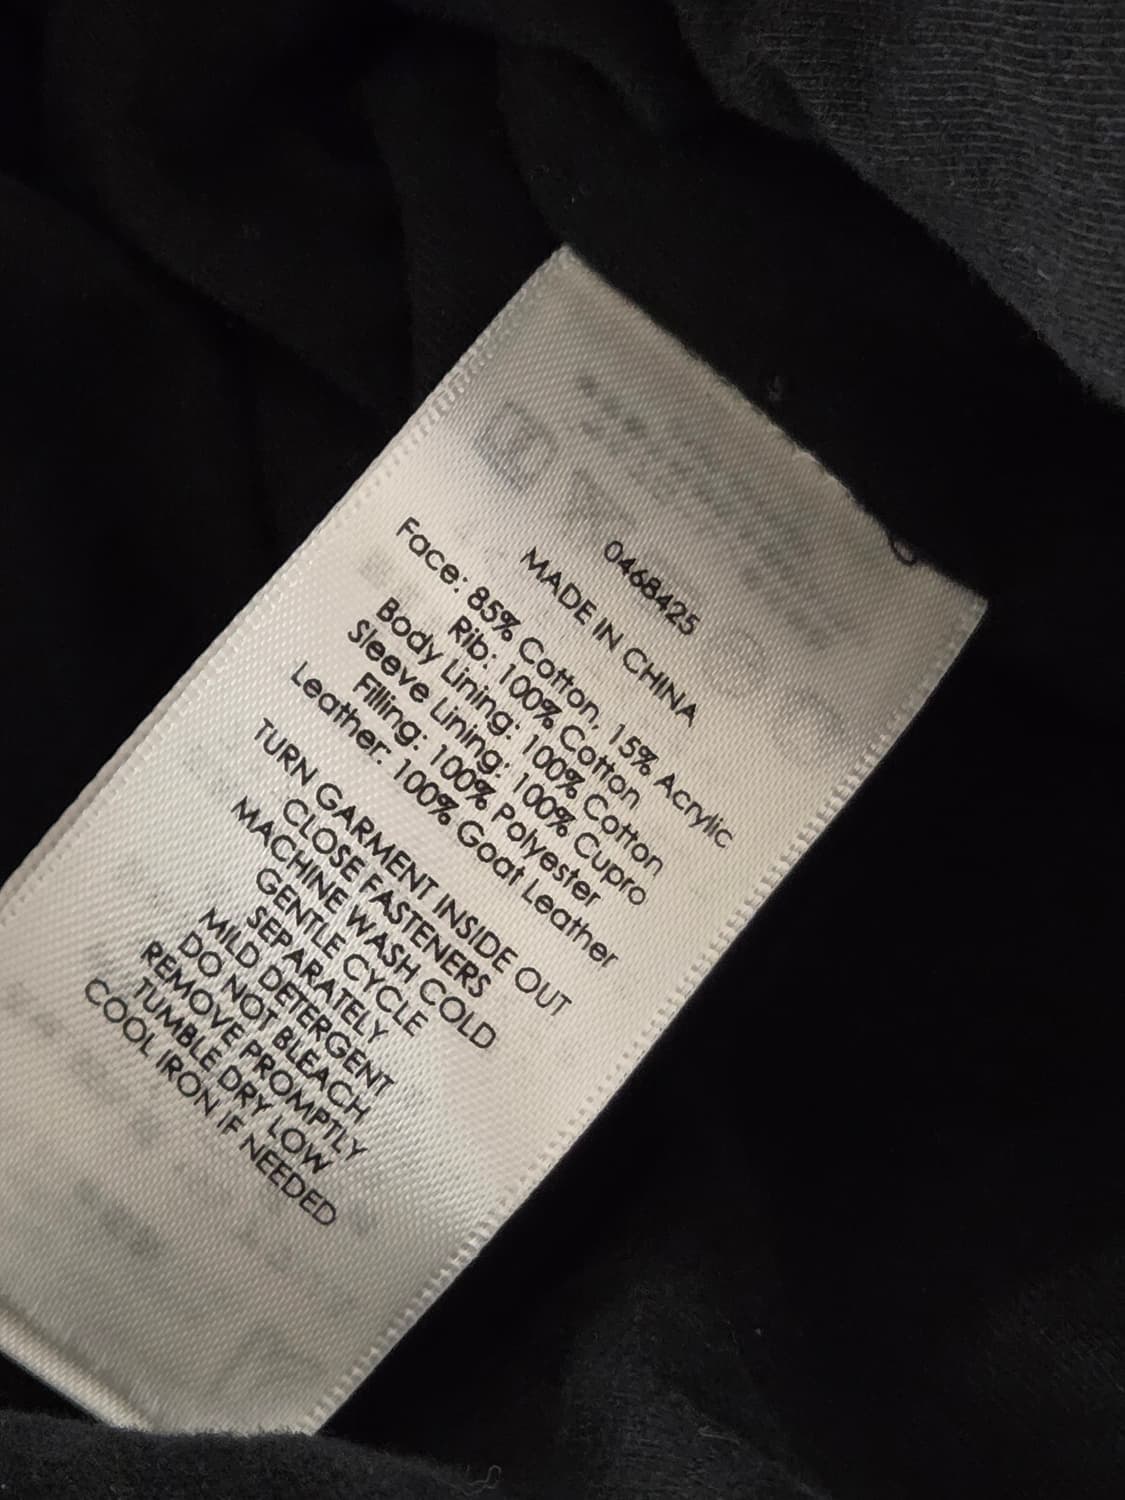 0468425
MADE IN CHINA
Face: 85% Cotton, 15% Acrylic
Rib: 100% Cotton
Body Lining: 100% Cotton
Sleeve Lining: 100% Cupro
Filling: 100% Polyester
Leather: 100% Goat Leather
TURN GARMENT INSIDE OUT
CLOSE FASTENERS
MACHINE WASH COLD
GENTLE CYCLE
SEPARATELY
MILD DETERGENT
DO NOT BLEACH
REMOVE PROMPTLY
TUMBLE DRY LOW
COOL IRON IF NEEDED